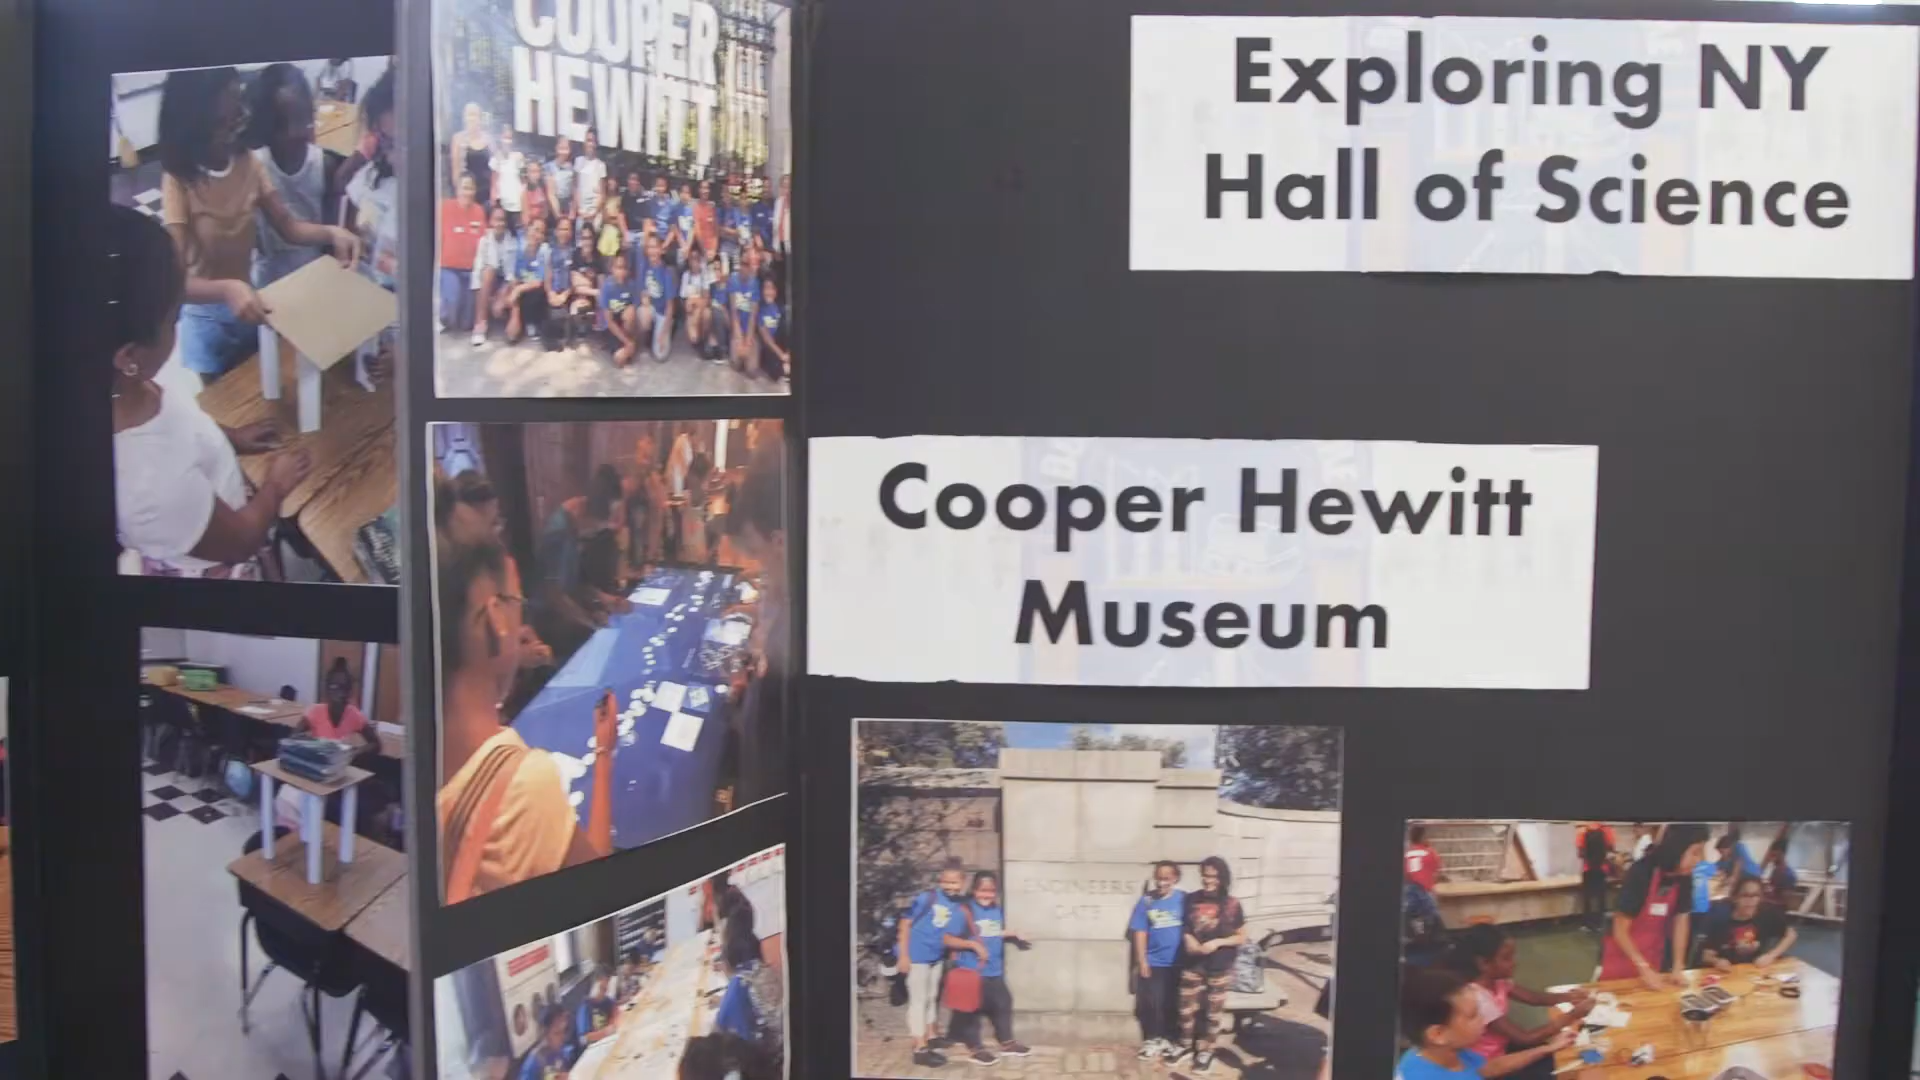 COOPER
HEWITT
Exploring NY
Hall of Science
Cooper Hewitt
Museum
ENGINEERS'
GATE